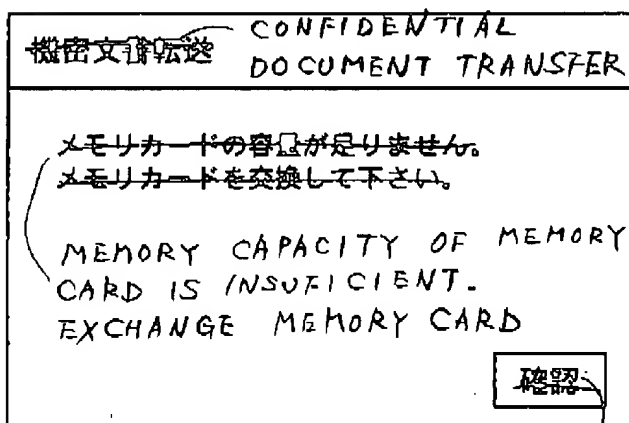 機密文書転送
CONFIDENTIAL
DOCUMENT TRANSFER
メモリカードの容量が足りません。
メモリカードを交換して下さい。
MEMORY CAPACITY OF MEMORY
CARD IS INSUFICIENT.
EXCHANGE MEMORY CARD
確認